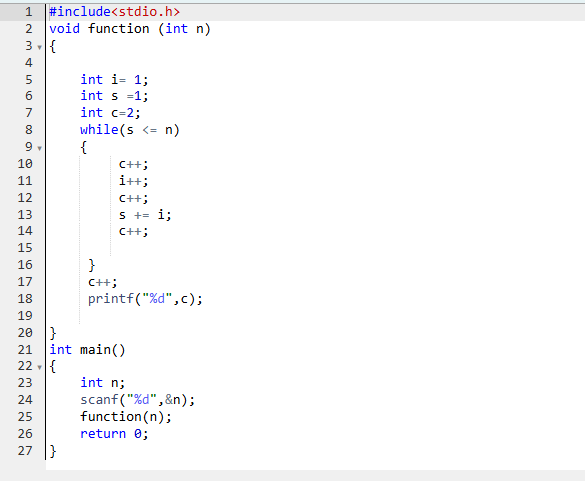 1 #include<stdio.h>
2 void function (int n)
3 {
4
5 int i= 1;
6 int s =1;
7 int c=2;
8 while(s <= n)
9 {
10 c++;
11 i++;
12 c++;
13 s += i;
14 c++;
15
16 }
17 c++;
18 printf("%d",c);
19
20 }
21 int main()
22 {
23 int n;
24 scanf("%d",&n);
25 function(n);
26 return 0;
27 }